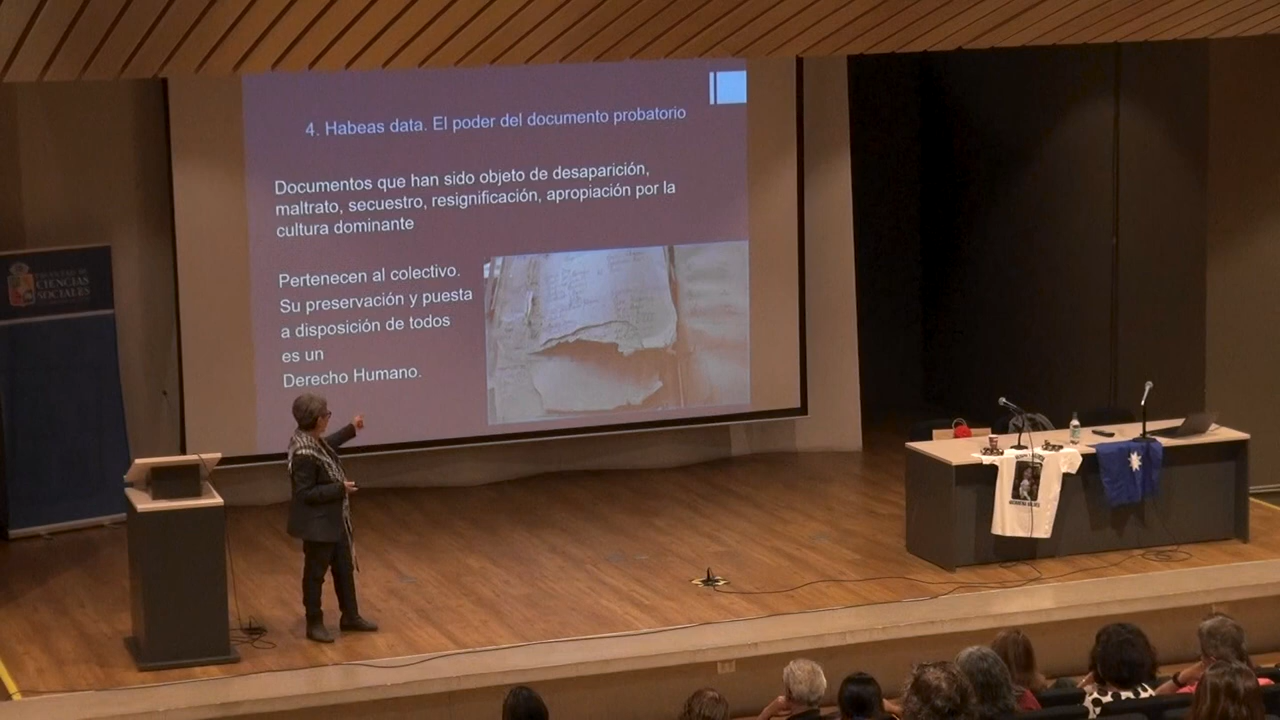 4. Habeas data. El poder del documento probatorio
Documentos que han sido objeto de desaparición,
maltrato, secuestro, resignificación, apropiación por la
cultura dominante
Pertenecen al colectivo.
Su preservación y puesta
a disposición de todos
es un
Derecho Humano.
FACULTAD DE
CIENCIAS
SOCIALES